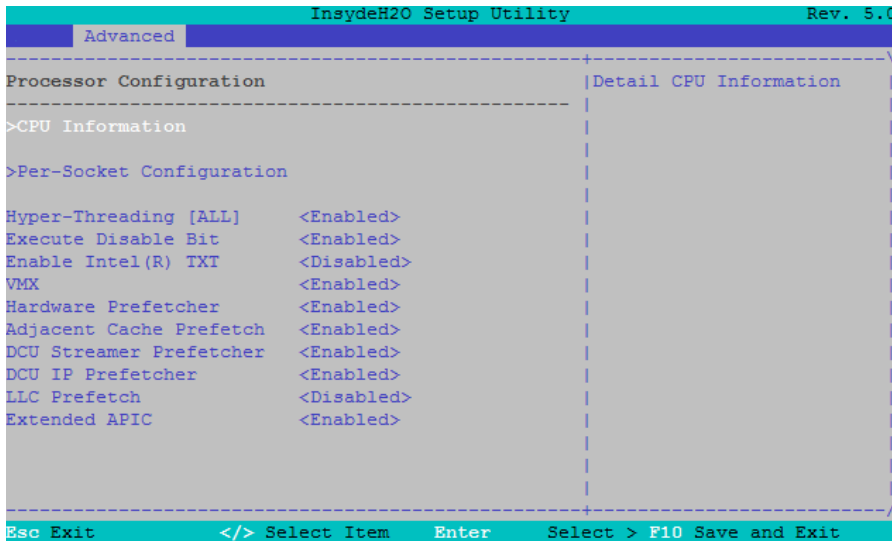 InsydeH2O Setup Utility Rev. 5.0
Advanced
Processor Configuration
Detail CPU Information
>CPU Information
>Per-Socket Configuration
Hyper-Threading [ALL] <Enabled>
Execute Disable Bit <Enabled>
Enable Intel(R) TXT <Disabled>
VMX <Enabled>
Hardware Prefetcher <Enabled>
Adjacent Cache Prefetch <Enabled>
DCU Streamer Prefetcher <Enabled>
DCU IP Prefetcher <Enabled>
LLC Prefetch <Disabled>
Extended APIC <Enabled>
Esc Exit </> Select Item Enter Select > F10 Save and Exit